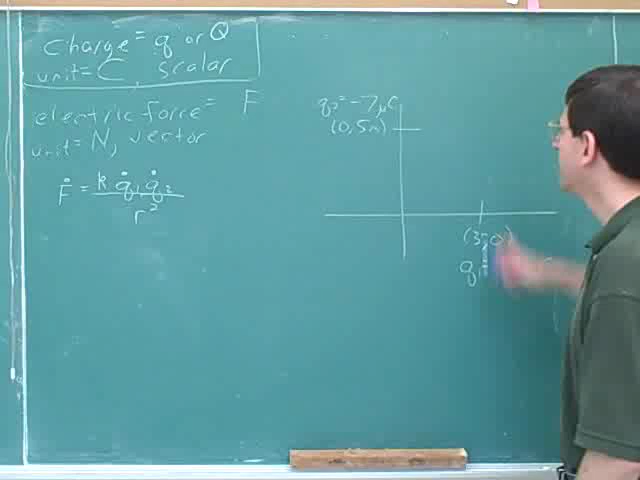 charge = q or Q
unit = C, scalar
electric force = F
unit = N, vector
F = k q₁ q₂
r²
q₂ = -7μC
(0, 5m)
(3, 0)
q₁